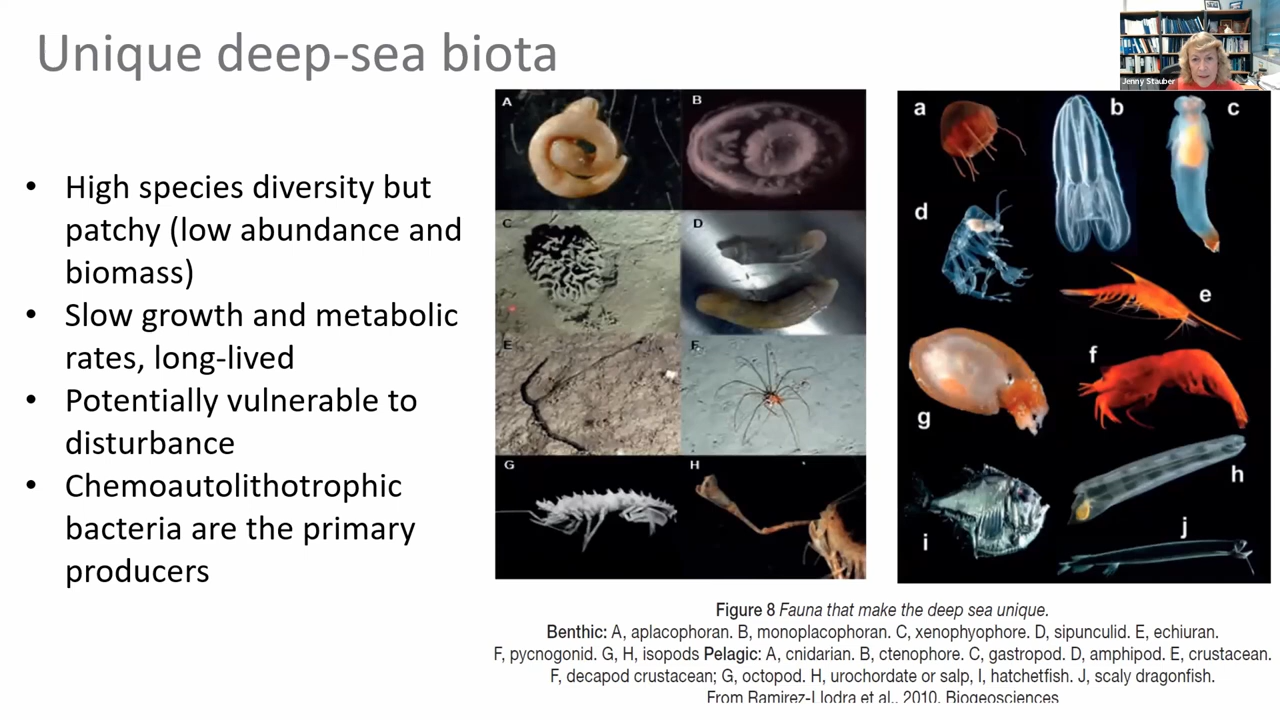 Unique deep-sea biota
Jenny Stauber
• High species diversity but
patchy (low abundance and
biomass)
• Slow growth and metabolic
rates, long-lived
• Potentially vulnerable to
disturbance
• Chemoautolithotrophic
bacteria are the primary
producers
A
B
C
D
E
F
G
H
a
b
c
d
e
f
g
h
i
j
Figure 8 Fauna that make the deep sea unique.
Benthic: A, aplacophoran. B, monoplacophoran. C, xenophyophore. D, sipunculid. E, echiuran.
F, pycnogonid. G, H, isopods Pelagic: A, cnidarian. B, ctenophore. C, gastropod. D, amphipod. E, crustacean.
F, decapod crustacean; G, octopod. H, urochordate or salp, I, hatchetfish. J, scaly dragonfish.
From Ramirez-Llodra et al., 2010, Biogeosciences